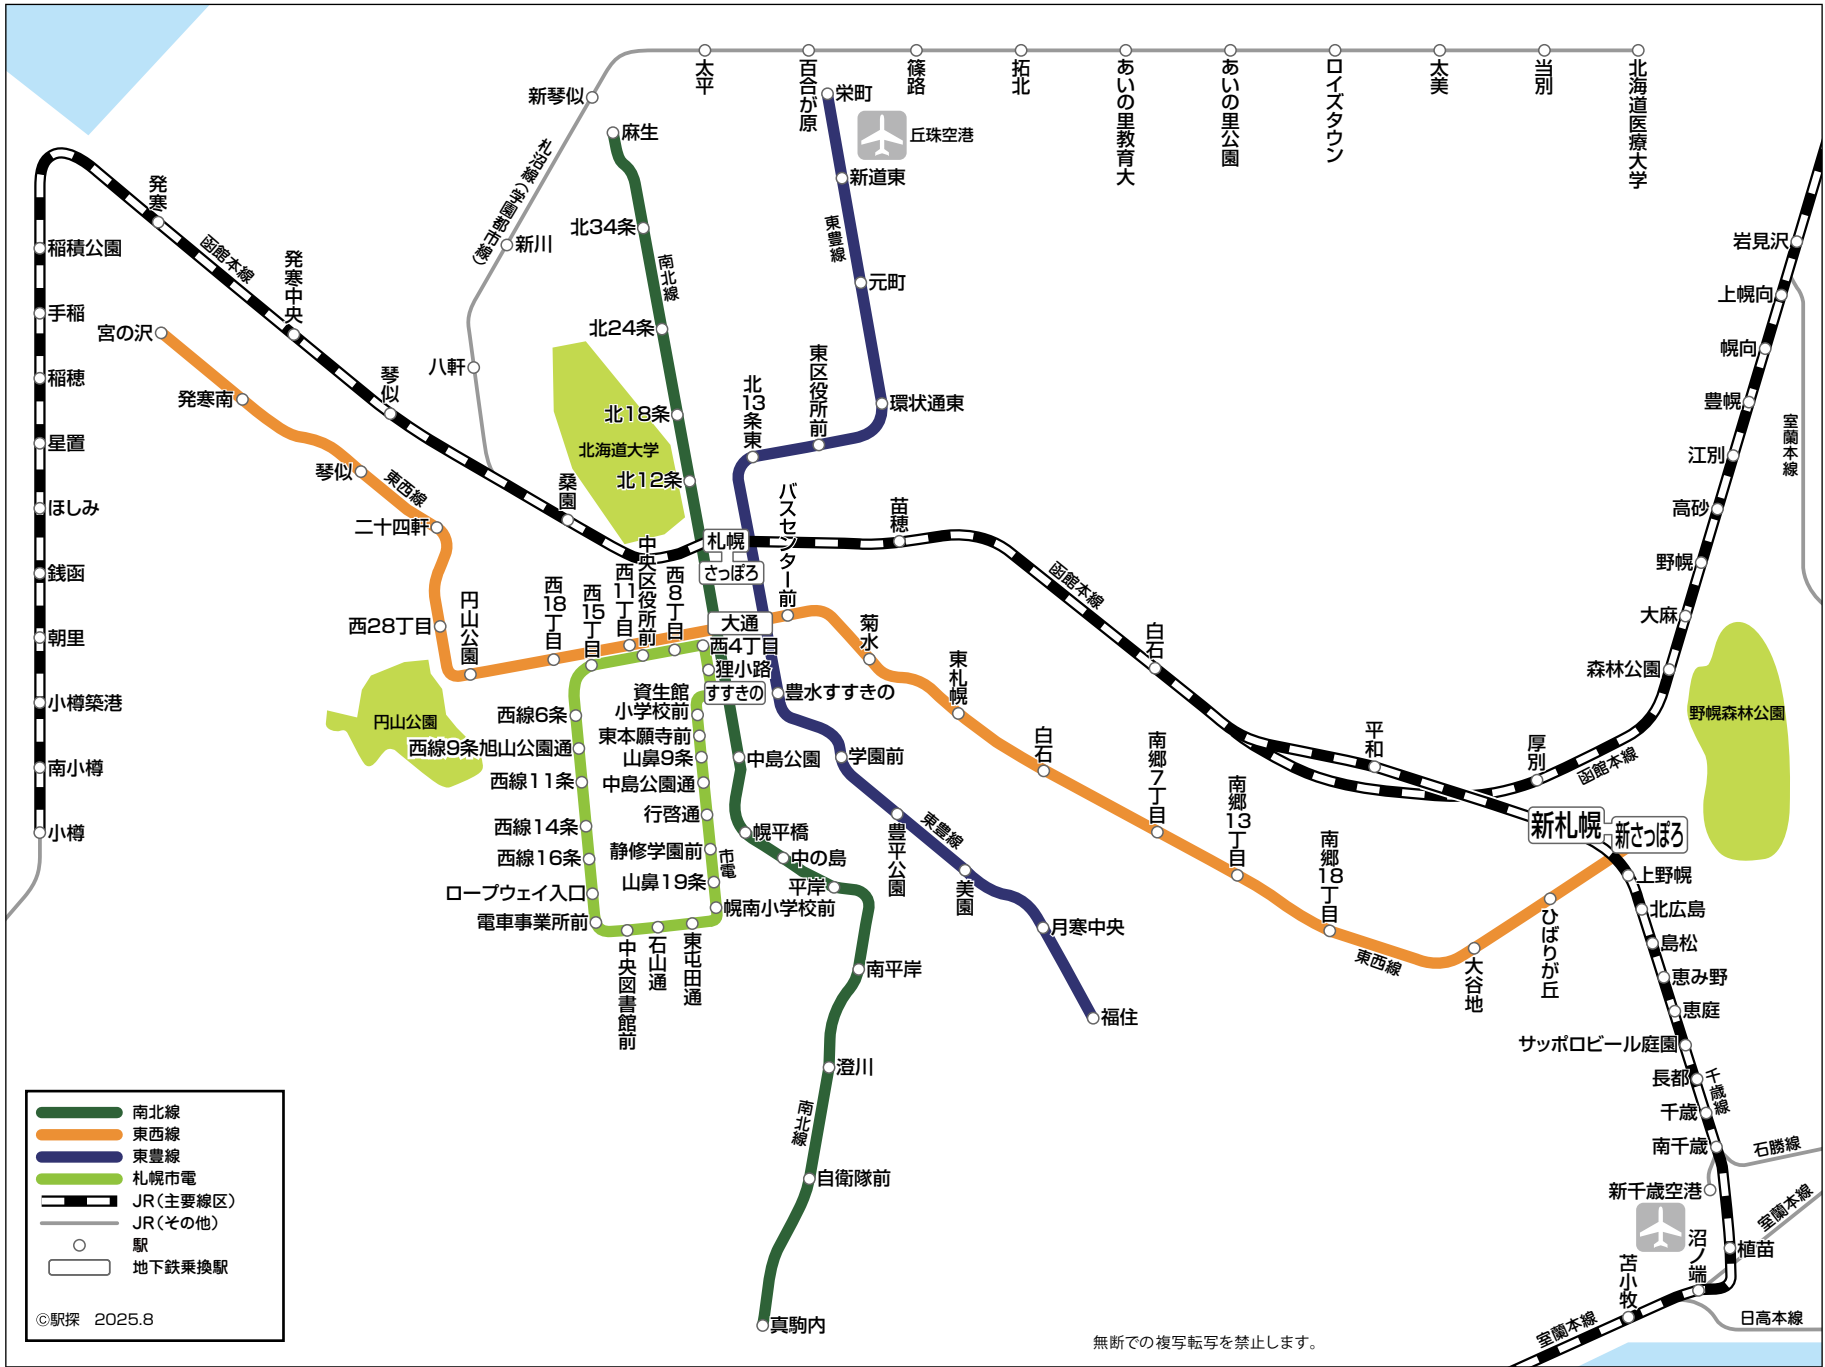 太平
百合が原
篠路
拓北
あいの里教育大
あいの里公園
ロイズタウン
太美
当別
北海道医療大学
新琴似
札沼線(学園都市線)
新川
八軒
麻生
北34条
南北線
北24条
北18条
北海道大学
北12条
栄町
丘珠空港
新道東
東豊線
元町
環状通東
東区役所前
北13条東
発寒
函館本線
発寒中央
琴似
桑園
稲積公園
手稲
稲穂
星置
ほしみ
銭函
朝里
小樽築港
南小樽
小樽
宮の沢
発寒南
琴似
東西線
二十四軒
西28丁目
円山公園
円山公園
西18丁目
西15丁目
西11丁目
中央区役所前
西8丁目
札幌
さっぽろ
大通
バスセンター前
苗穂
函館本線
白石
平和
厚別
函館本線
西4丁目
狸小路
すすきの
資生館
小学校前
東本願寺前
山鼻9条
中島公園通
行啓通
静修学園前
市電
山鼻19条
幌南小学校前
西線6条
西線9条旭山公園通
西線11条
西線14条
西線16条
ロープウェイ入口
電車事業所前
中央図書館前
石山通
東屯田通
豊水すすきの
学園前
豊平公園
東豊線
美園
月寒中央
福住
中島公園
幌平橋
中の島
平岸
南平岸
澄川
南北線
自衛隊前
真駒内
菊水
東札幌
白石
南郷7丁目
南郷13丁目
南郷18丁目
東西線
大谷地
ひばりが丘
新札幌
新さっぽろ
岩見沢
上幌向
幌向
豊幌
江別
高砂
野幌
大麻
森林公園
室蘭本線
野幌森林公園
上野幌
北広島
島松
恵み野
恵庭
サッポロビール庭園
長都
千歳線
千歳
南千歳
石勝線
新千歳空港
室蘭本線
植苗
沼ノ端
苫小牧
室蘭本線
日高本線
南北線
東西線
東豊線
札幌市電
JR(主要線区)
JR(その他)
駅
地下鉄乗換駅
©駅探 2025.8
無断での複写転写を禁止します。